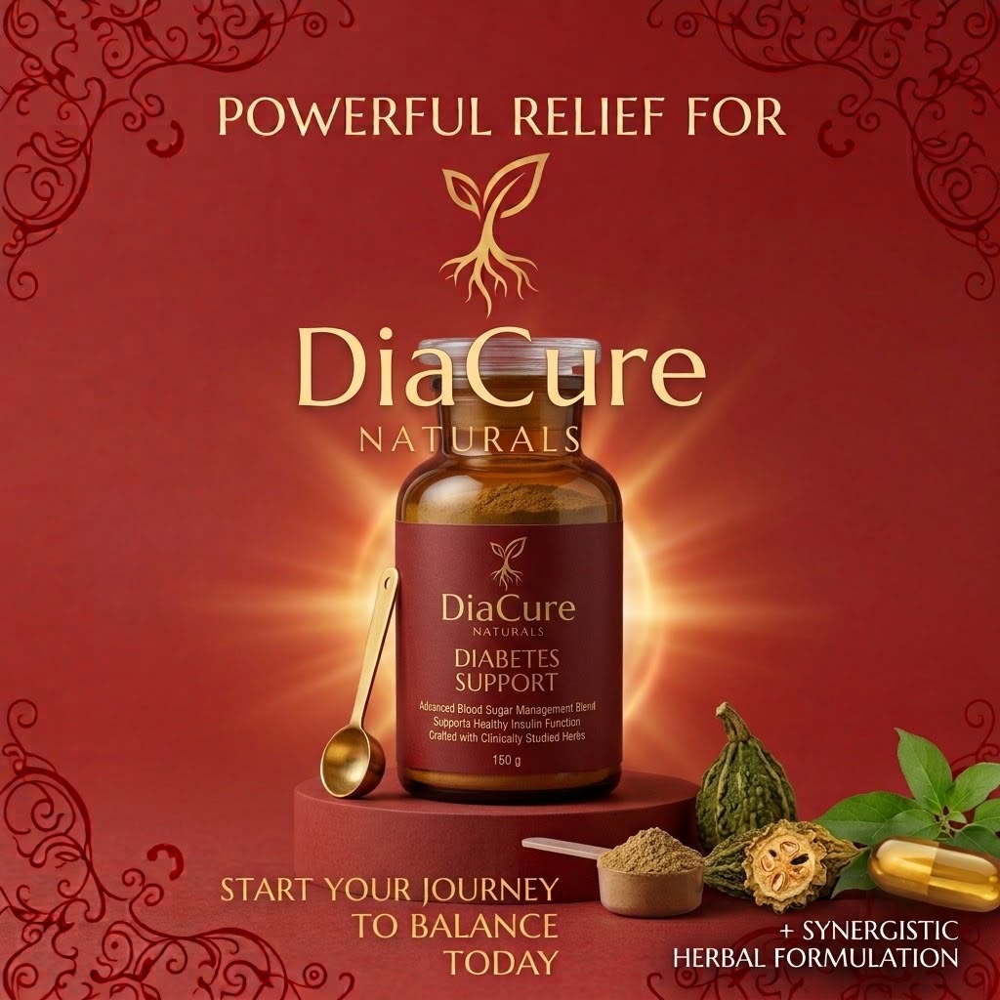 POWERFUL RELIEF FOR
DiaCure
NATURALS
DiaCure
NATURALS
DIABETES
SUPPORT
Adcanced Blood Sugar Management Blend
Supporta Healthy Insulin Function
Crafted with Clinically Studied Herbs
150 g
START YOUR JOURNEY
TO BALANCE
TODAY
+ SYNERGISTIC
HERBAL FORMULATION